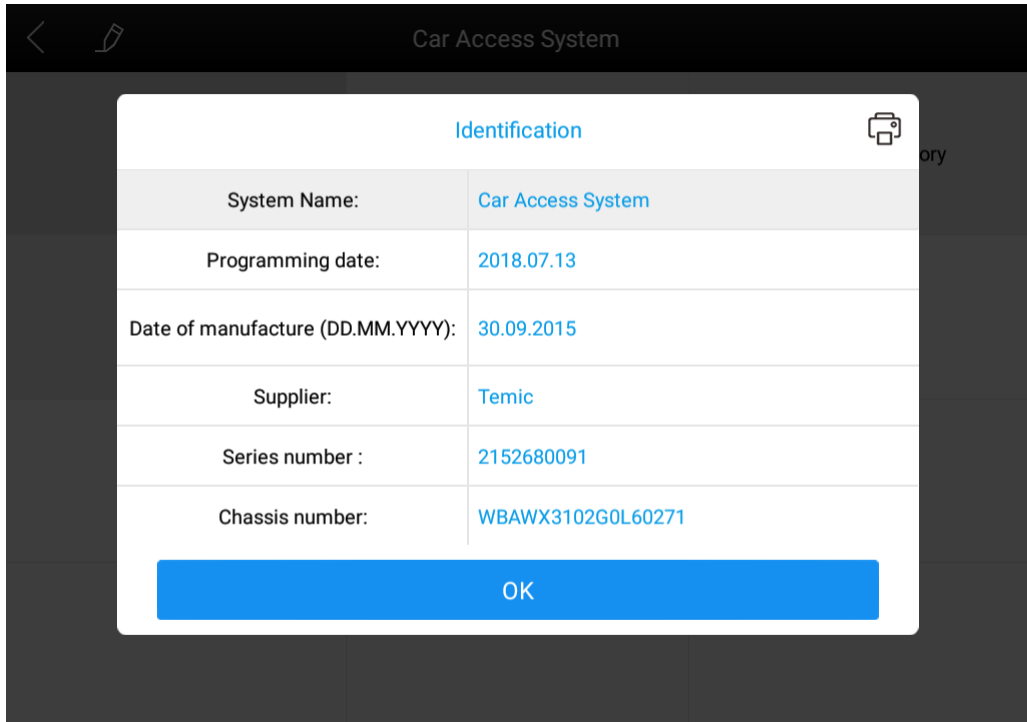 Car Access System
Identification
ory
System Name: Car Access System
Programming date: 2018.07.13
Date of manufacture (DD.MM.YYYY): 30.09.2015
Supplier: Temic
Series number : 2152680091
Chassis number: WBAWX3102G0L60271
OK